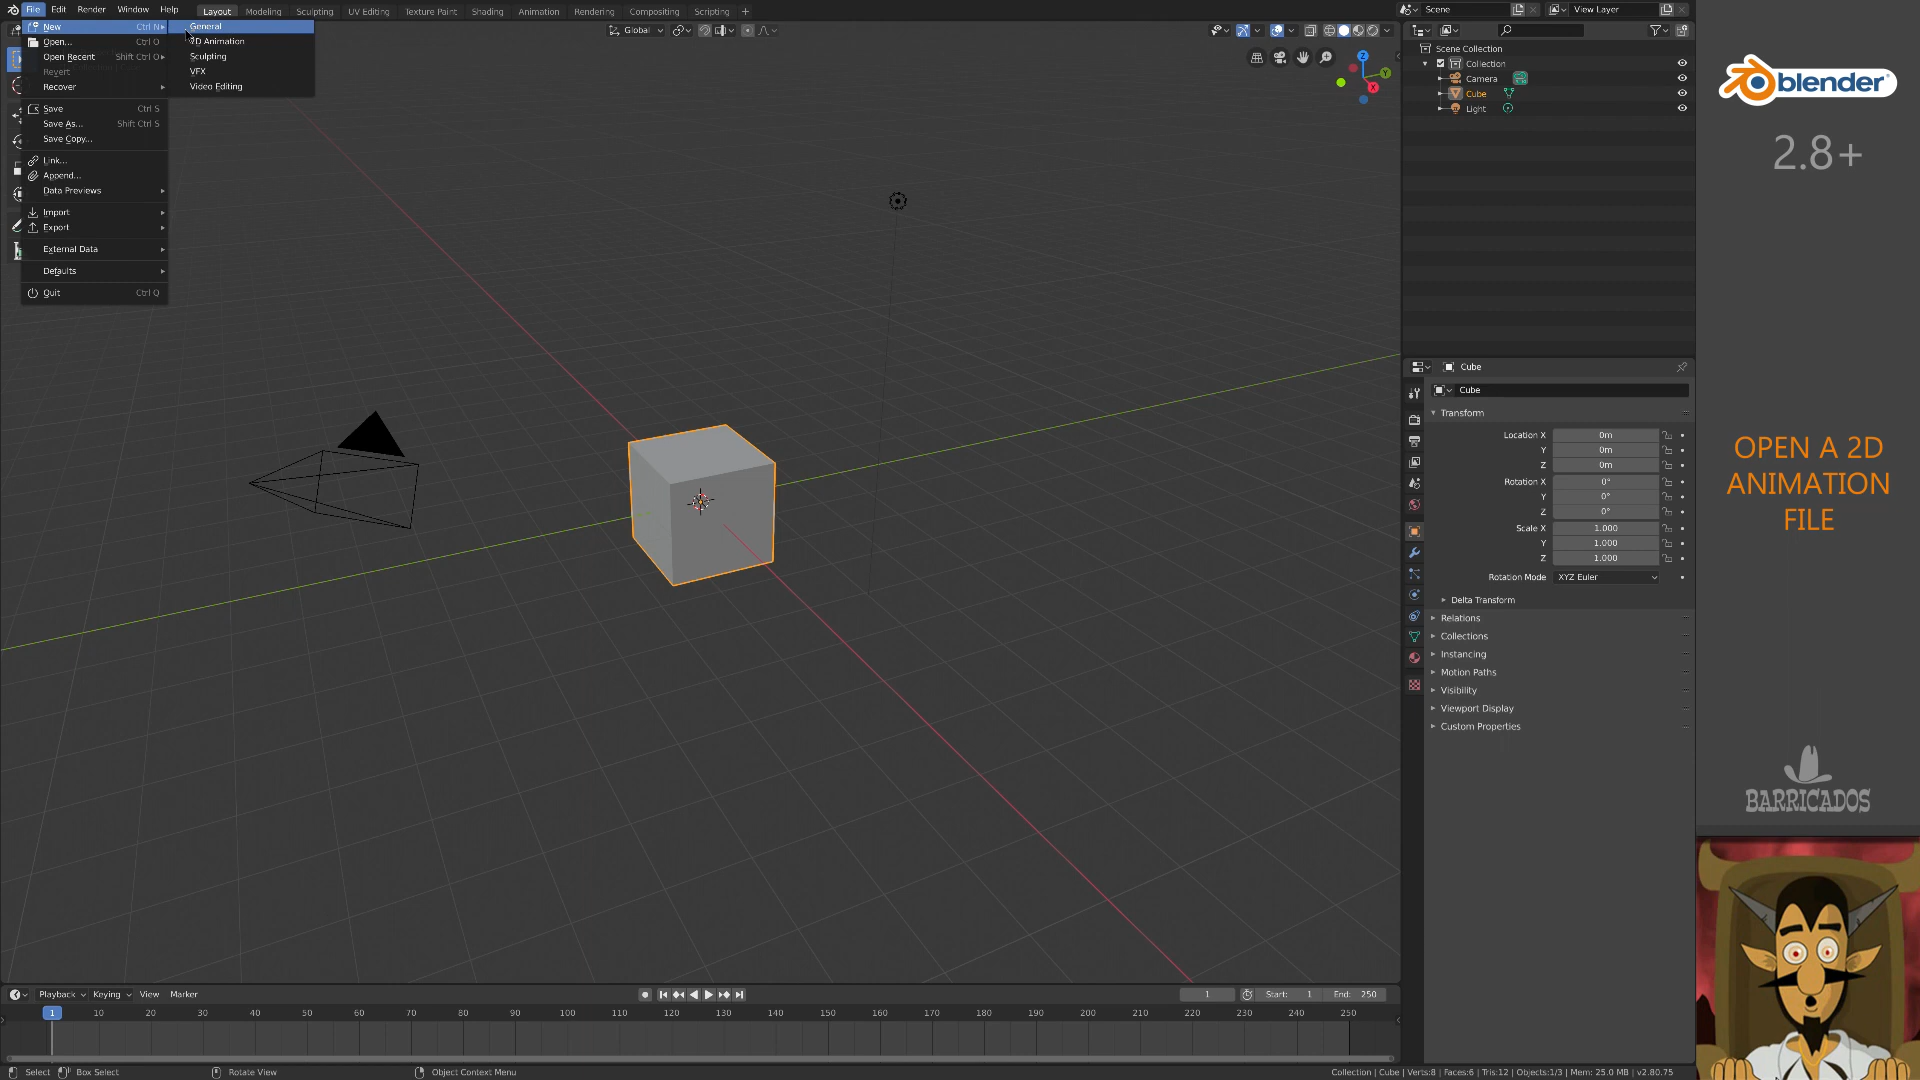 File Edit Render Window Help
Layout Modeling Sculpting UV Editing Texture Paint Shading Animation Rendering Compositing Scripting +
Scene
View Layer
New Ctrl N
Open... Ctrl O
Open Recent Shift Ctrl O
Revert
Recover
Save Ctrl S
Save As... Shift Ctrl S
Save Copy...
Link...
Append...
Data Previews
Import
Export
External Data
Defaults
Quit Ctrl Q
General
2D Animation
Sculpting
VFX
Video Editing
Global
Z
Y
X
Scene Collection
Collection
Camera
Cube
Light
Cube
Cube
Transform
Location X 0m
Y 0m
Z 0m
Rotation X 0°
Y 0°
Z 0°
Scale X 1.000
Y 1.000
Z 1.000
Rotation Mode XYZ Euler
Delta Transform
Relations
Collections
Instancing
Motion Paths
Visibility
Viewport Display
Custom Properties
blender
2.8+
OPEN A 2D
ANIMATION
FILE
BARRICADOS
Playback Keying View Marker
1 Start: 1 End: 250
1 10 20 30 40 50 60 70 80 90 100 110 120 130 140 150 160 170 180 190 200 210 220 230 240 250
Select Box Select Rotate View Object Context Menu
Collection | Cube | Verts:8 | Faces:6 | Tris:12 | Objects:1/3 | Mem: 25.0 MB | v2.80.75